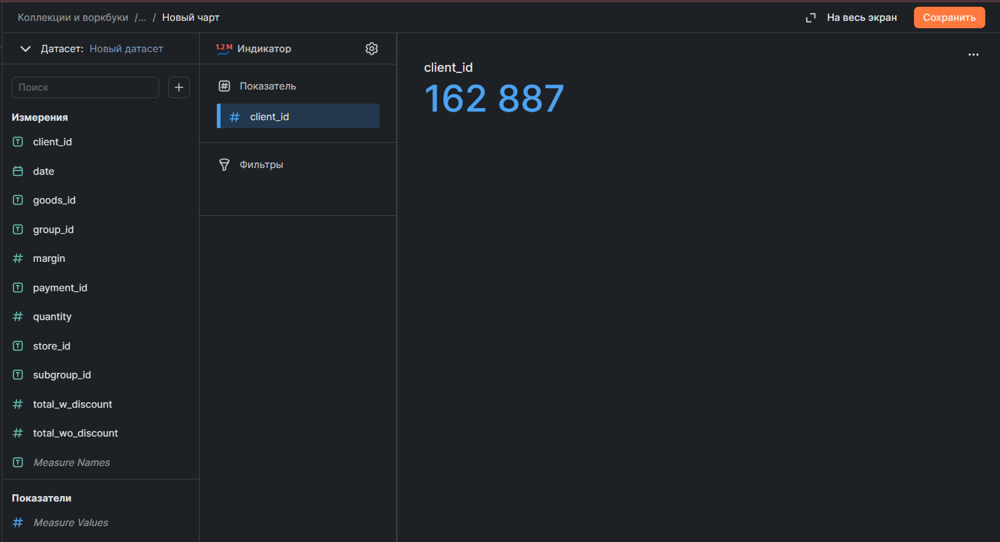 Коллекции и воркбуки /... / Новый чарт
На весь экран
Сохранить
Датасет: Новый датасет
Поиск
Измерения
client_id
date
goods_id
group_id
margin
payment_id
quantity
store_id
subgroup_id
total_w_discount
total_wo_discount
Measure Names
Показатели
Measure Values
1.2 M Индикатор
Показатель
client_id
Фильтры
client_id
162 887